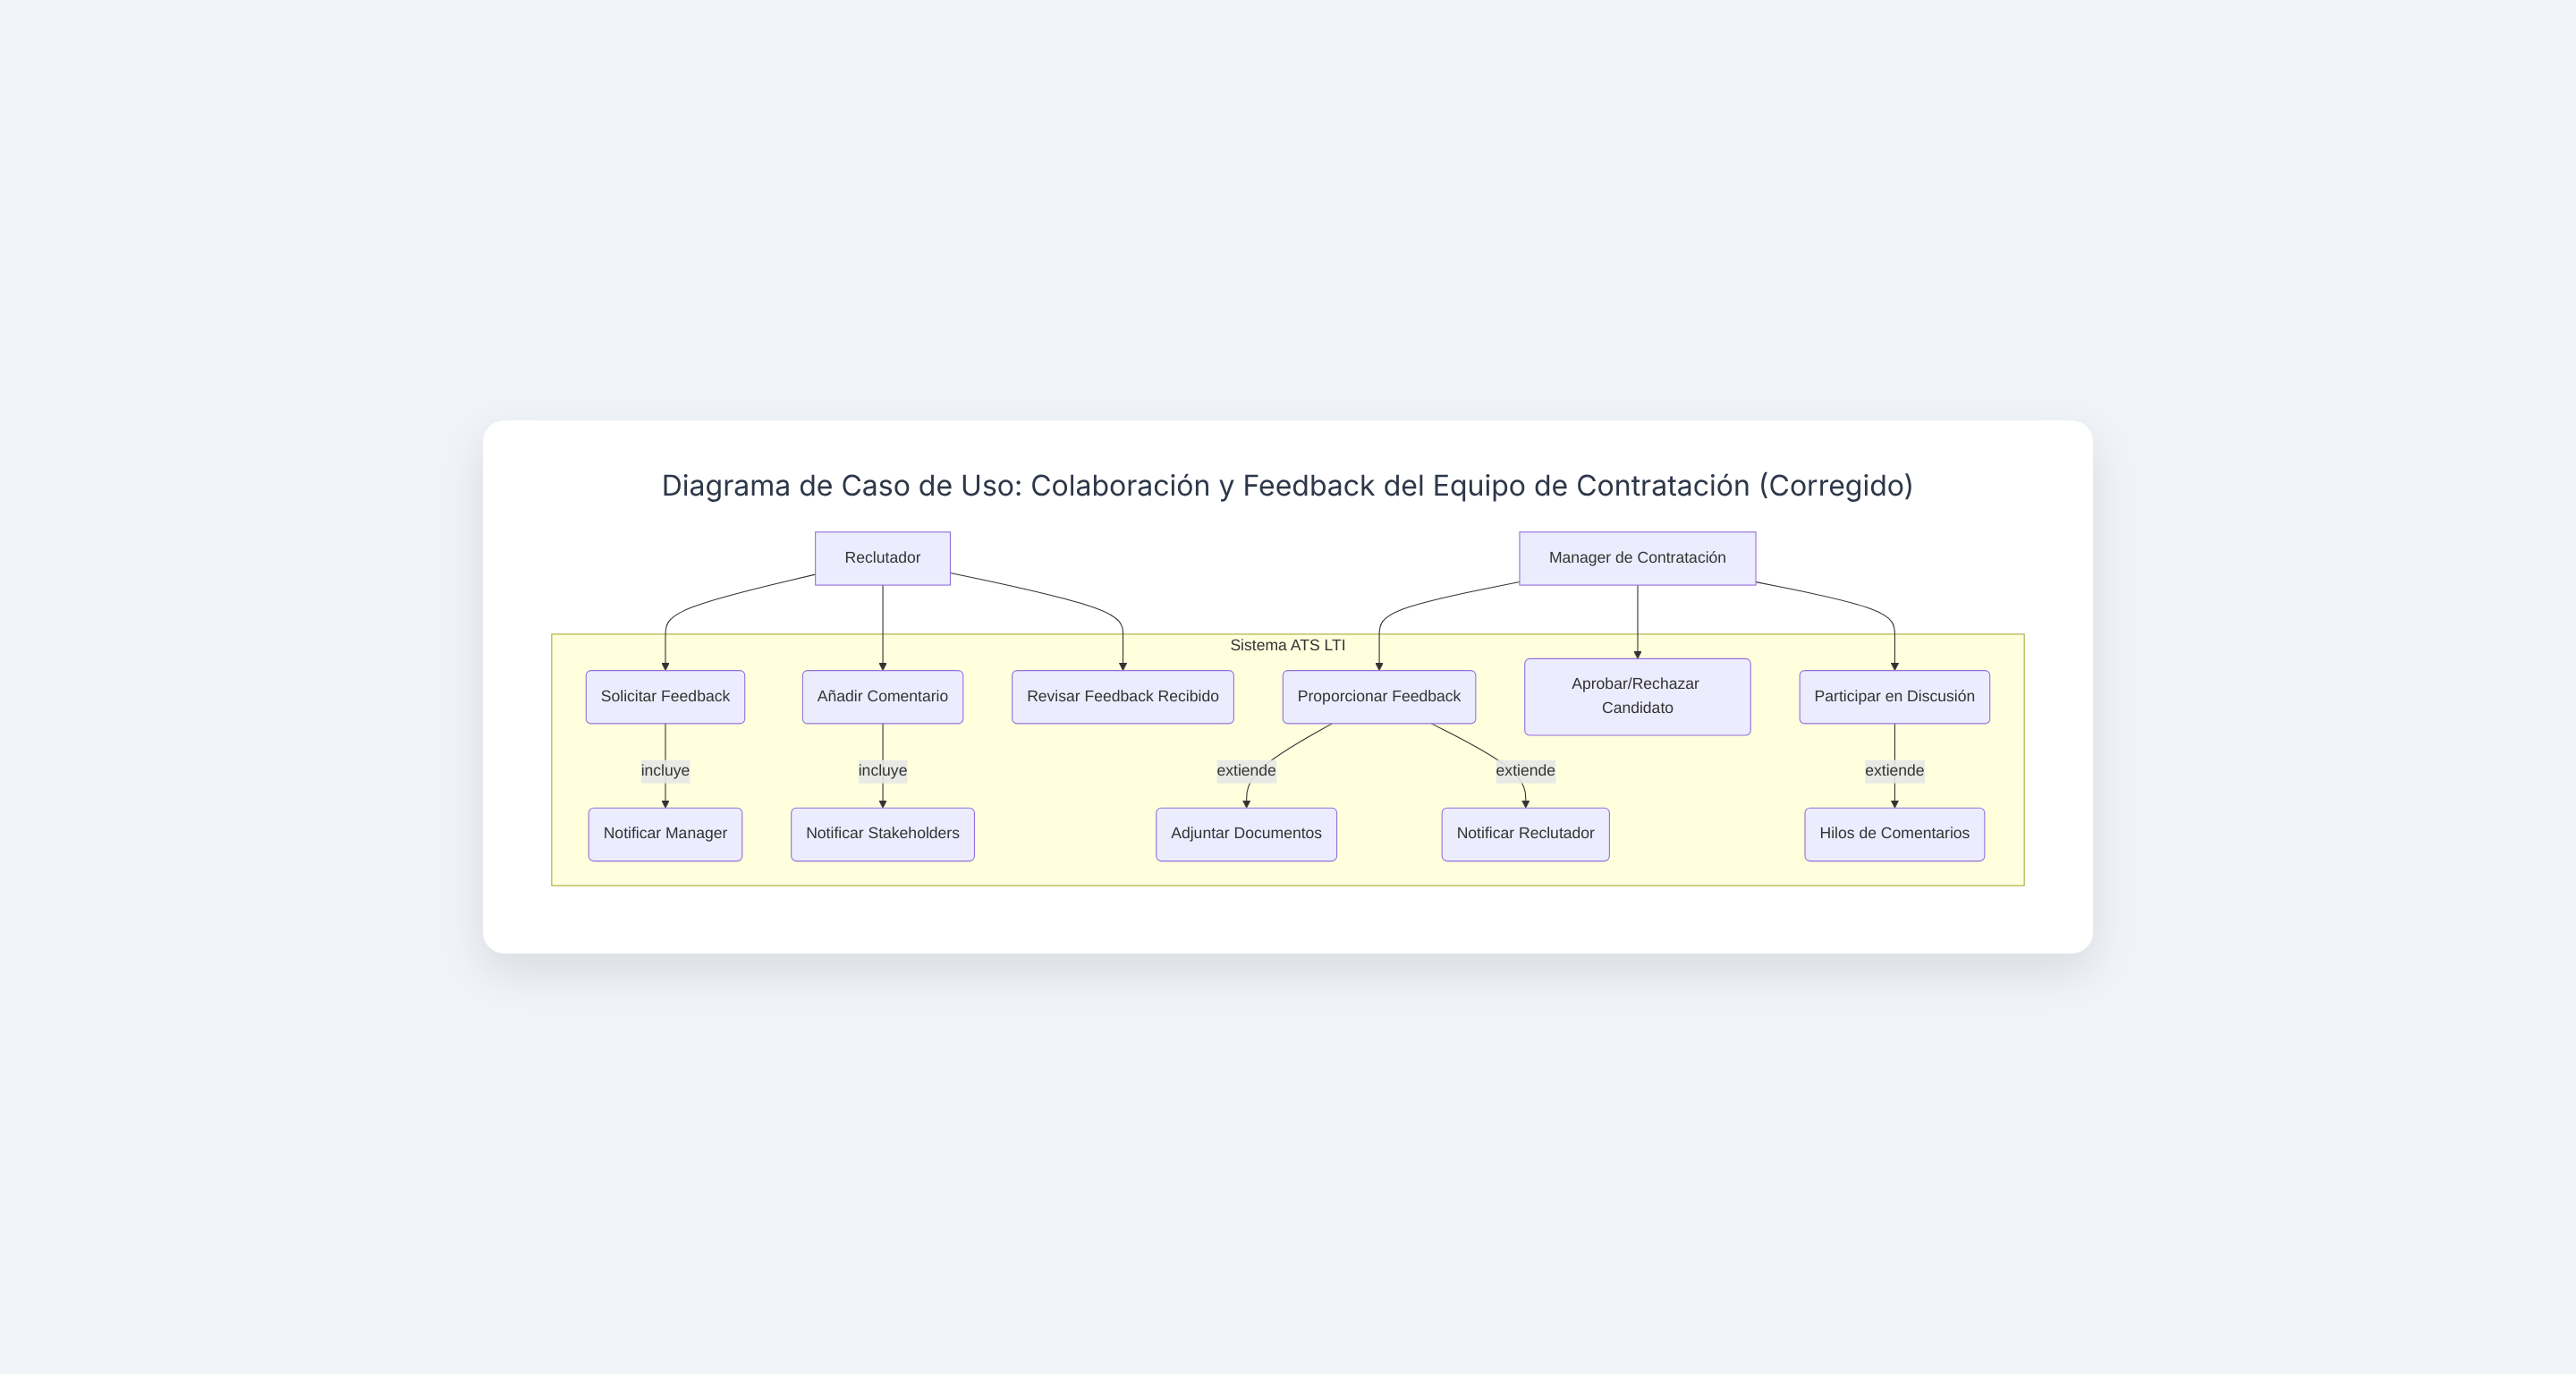 Diagrama de Caso de Uso: Colaboración y Feedback del Equipo de Contratación (Corregido)
Reclutador
Manager de Contratación
Sistema ATS LTI
Solicitar Feedback
Añadir Comentario
Revisar Feedback Recibido
Proporcionar Feedback
Aprobar/Rechazar
Candidato
Participar en Discusión
incluye
incluye
extiende
extiende
extiende
Notificar Manager
Notificar Stakeholders
Adjuntar Documentos
Notificar Reclutador
Hilos de Comentarios